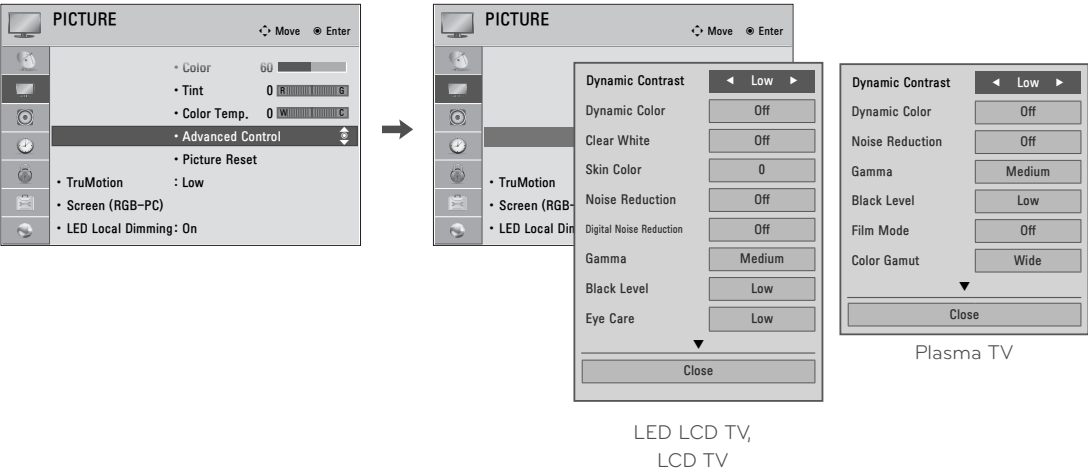 PICTURE
Move Enter
• Color 60
• Tint 0 R G
• Color Temp. 0 W C
• Advanced Control
• Picture Reset
• TruMotion : Low
• Screen (RGB-PC)
• LED Local Dimming: On
PICTURE
Move Enter
• TruMotion
• Screen (RGB-
• LED Local Dim
Dynamic Contrast ◄ Low ►
Dynamic Color Off
Clear White Off
Skin Color 0
Noise Reduction Off
Digital Noise Reduction Off
Gamma Medium
Black Level Low
Eye Care Low
▼
Close
LED LCD TV,
LCD TV
Dynamic Contrast ◄ Low ►
Dynamic Color Off
Noise Reduction Off
Gamma Medium
Black Level Low
Film Mode Off
Color Gamut Wide
▼
Close
Plasma TV